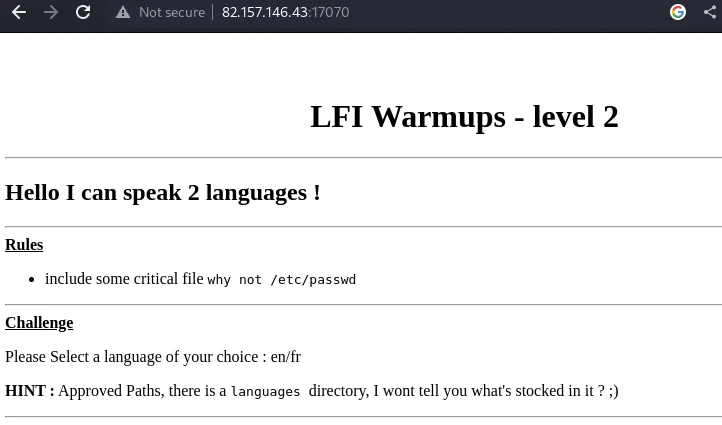 Not secure | 82.157.146.43:17070
LFI Warmups - level 2
Hello I can speak 2 languages !
Rules
include some critical file why not /etc/passwd
Challenge
Please Select a language of your choice : en/fr
HINT : Approved Paths, there is a languages directory, I wont tell you what's stocked in it ? ;)